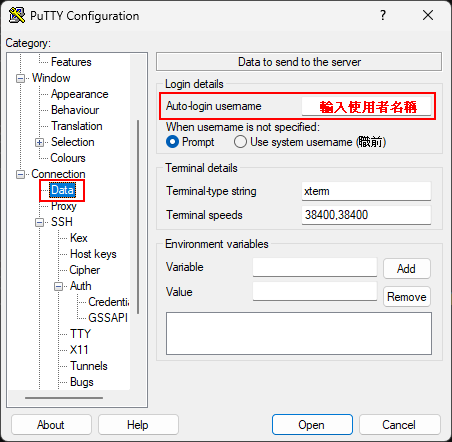 PuTTY Configuration
?
Category:
Features
Window
Appearance
Behaviour
Translation
Selection
Colours
Connection
Data
Proxy
SSH
Kex
Host keys
Cipher
Auth
Credentia
GSSAPI
TTY
X11
Tunnels
Bugs
Data to send to the server
Login details
Auto-login username 輸入使用者名稱
When username is not specified:
Prompt Use system username (職前)
Terminal details
Terminal-type string xterm
Terminal speeds 38400,38400
Environment variables
Variable Add
Value Remove
About Help Open Cancel